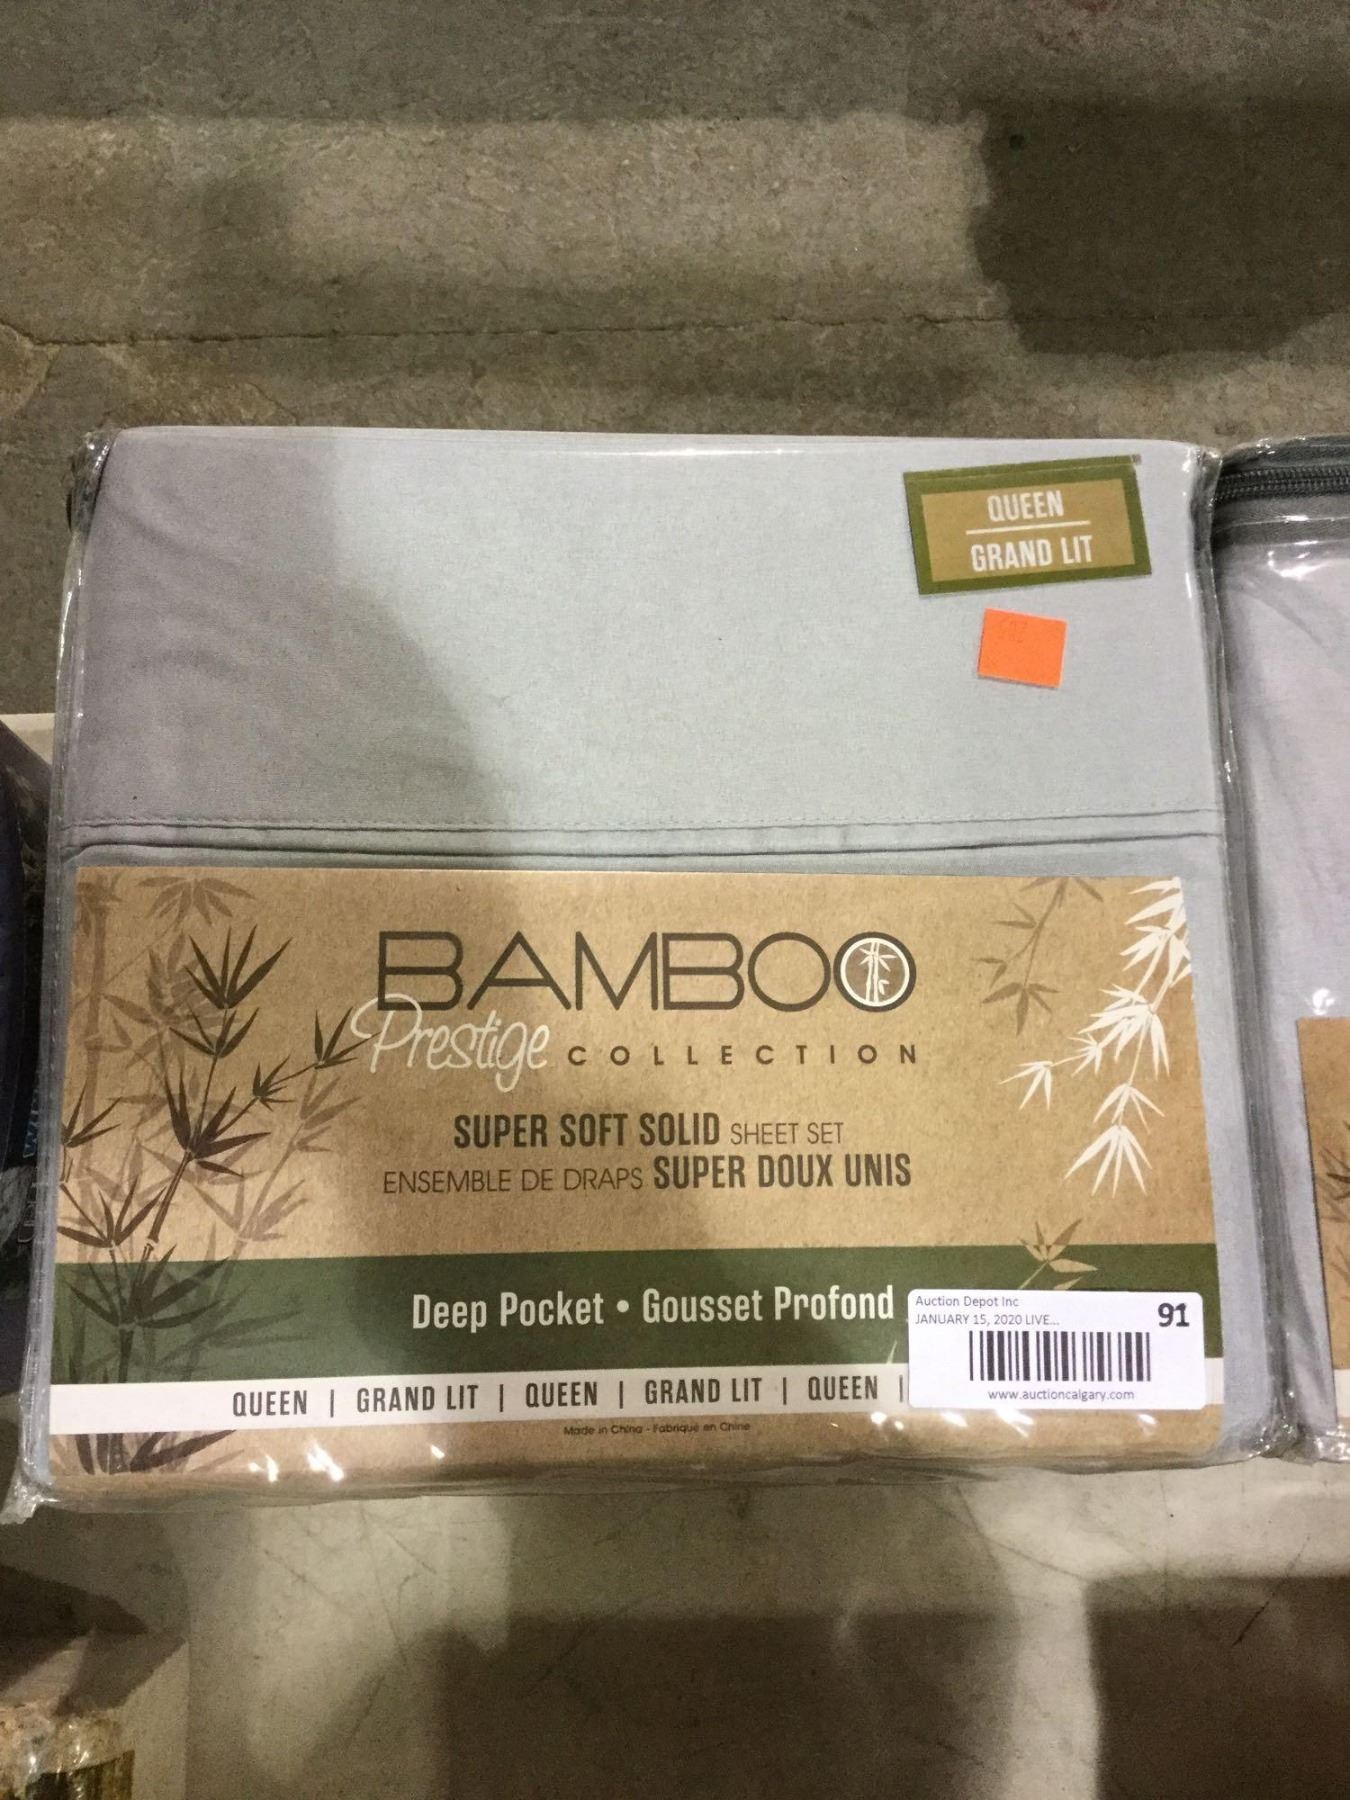 QUEEN
GRAND LIT
BAMBOO
Prestige COLLECTION
SUPER SOFT SOLID SHEET SET
ENSEMBLE DE DRAPS SUPER DOUX UNIS
Deep Pocket • Gousset Profond
Auction Depot Inc
91
JANUARY 15, 2020 LIVE...
www.auctioncalgary.com
QUEEN | GRAND LIT | QUEEN | GRAND LIT | QUEEN |
Made in China - Fabriqué en Chine